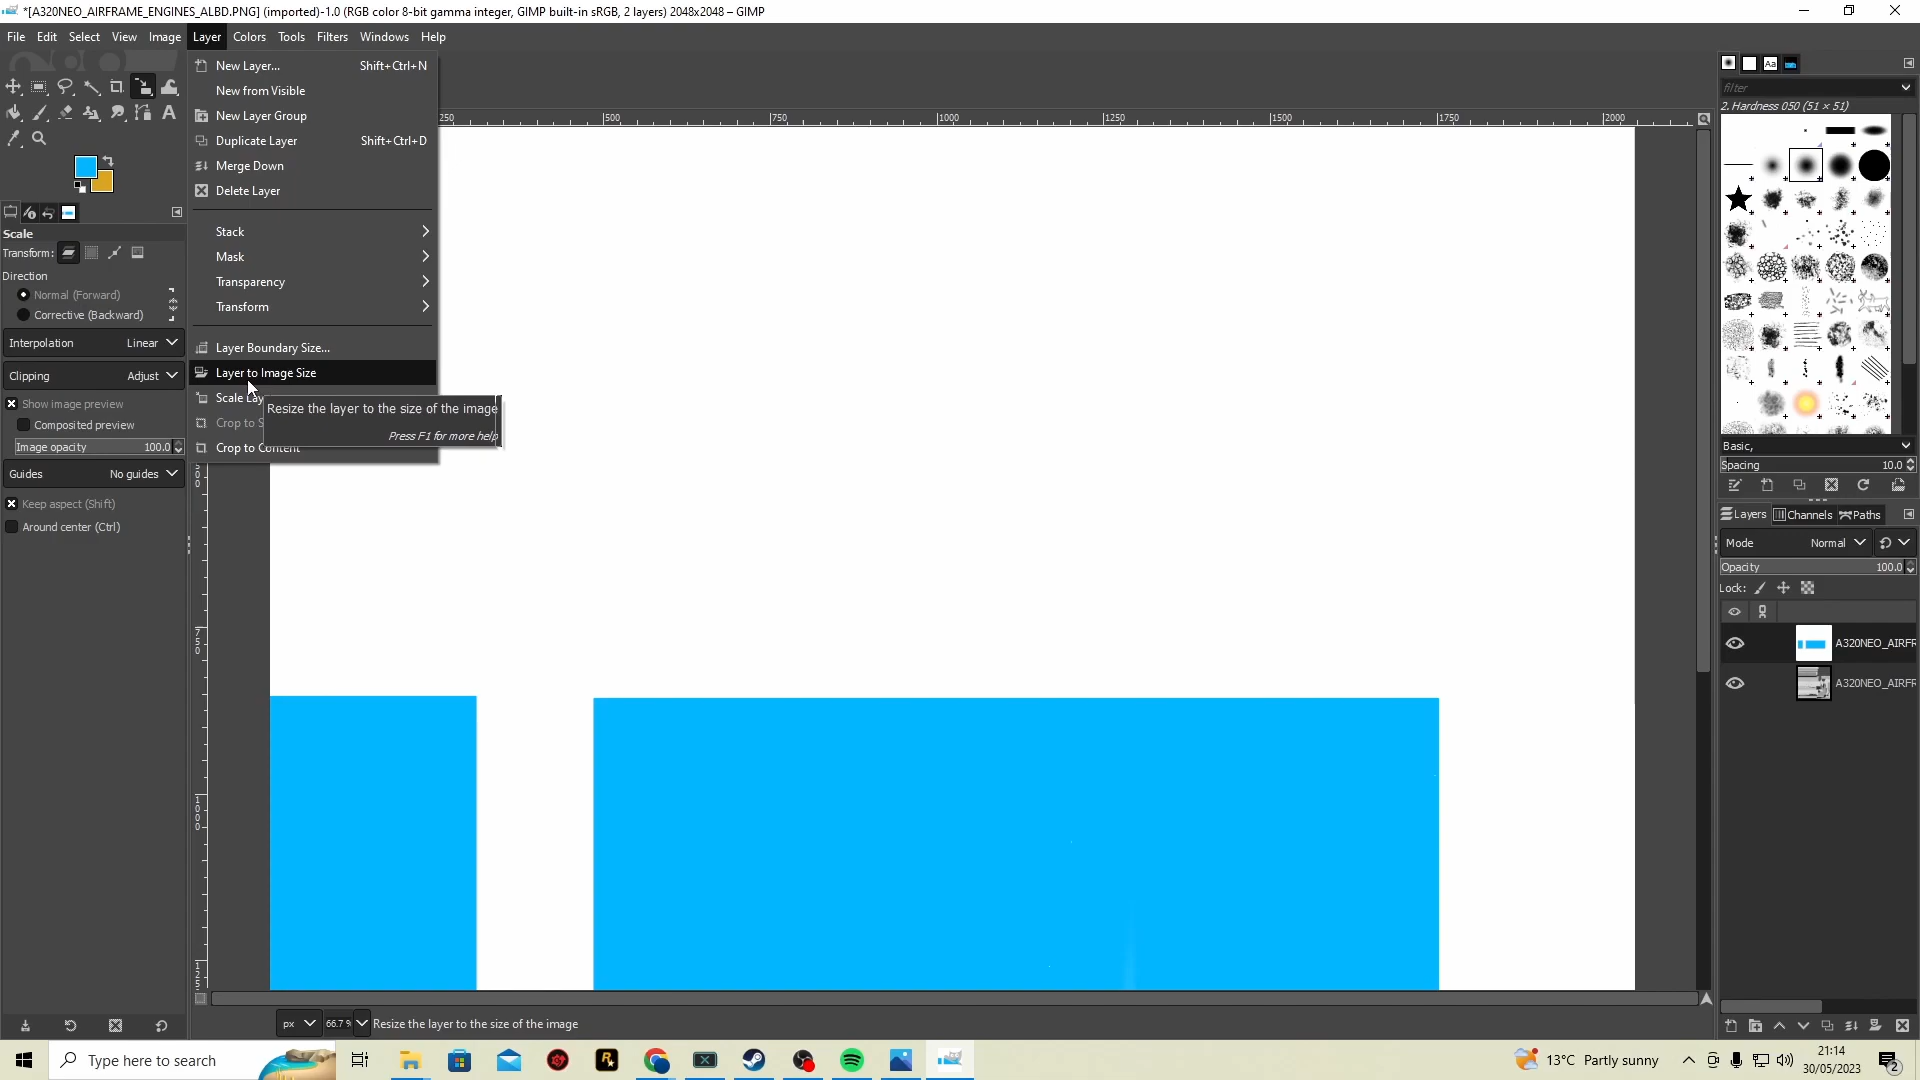 *[A320NEO_AIRFRAME_ENGINES_ALBD.PNG] (imported)-1.0 (RGB color 8-bit gamma integer, GIMP built-in sRGB, 2 layers) 2048x2048 – GIMP
File Edit Select View Image Layer Colors Tools Filters Windows Help
New Layer... Shift+Ctrl+N
New from Visible
New Layer Group
Duplicate Layer Shift+Ctrl+D
Merge Down
Delete Layer
Stack
Mask
Transparency
Transform
Layer Boundary Size...
Layer to Image Size
Scale Lay
Crop to S
Crop to Content
Resize the layer to the size of the image
Press F1 for more help
Scale
Transform:
Direction
Normal (Forward)
Corrective (Backward)
Interpolation Linear
Clipping Adjust
Show image preview
Composited preview
Image opacity 100.0
Guides No guides
Keep aspect (Shift)
Around center (Ctrl)
250 500 750 1000 1250 1500 1750 2000
500
750
1000
125
filter
2. Hardness 050 (51 × 51)
Basic,
Spacing 10.0
Layers Channels Paths
Mode Normal
Opacity 100.0
Lock:
A320NEO_AIRFR
A320NEO_AIRFR
px 66.7 % Resize the layer to the size of the image
Type here to search
13°C Partly sunny
21:14
30/05/2023
2